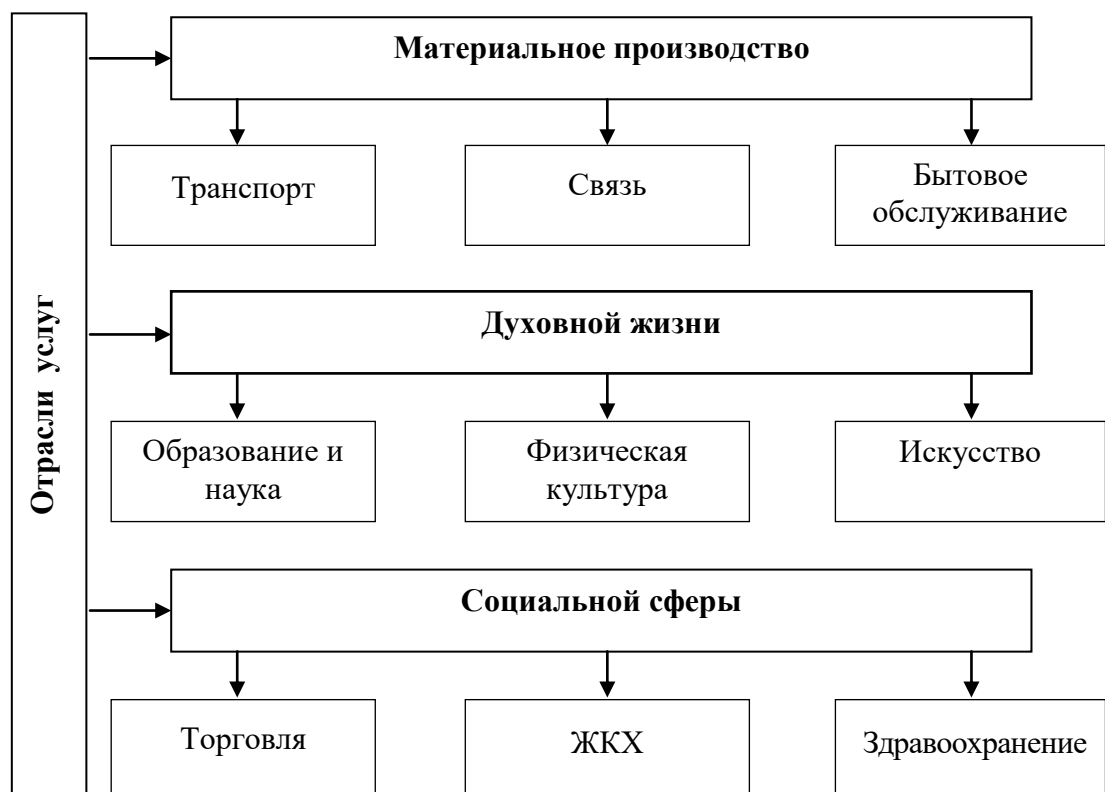 Отрасли услуг
Материальное производство
Транспорт
Связь
Бытовое
обслуживание
Духовной жизни
Образование и
наука
Физическая
культура
Искусство
Социальной сферы
Торговля
ЖКХ
Здравоохранение